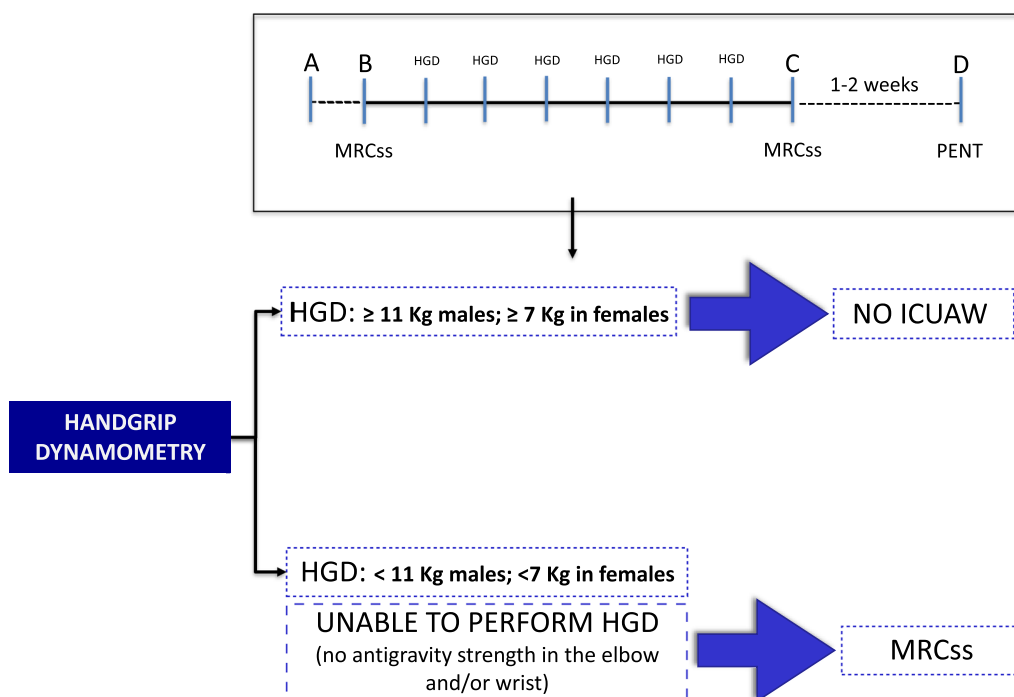 A B HGD HGD HGD HGD HGD HGD C D
1-2 weeks
MRCss MRCss PENT
HGD: ≥ 11 Kg males; ≥ 7 Kg in females
NO ICUAW
HANDGRIP
DYNAMOMETRY
HGD: < 11 Kg males; <7 Kg in females
UNABLE TO PERFORM HGD
(no antigravity strength in the elbow
and/or wrist)
MRCss